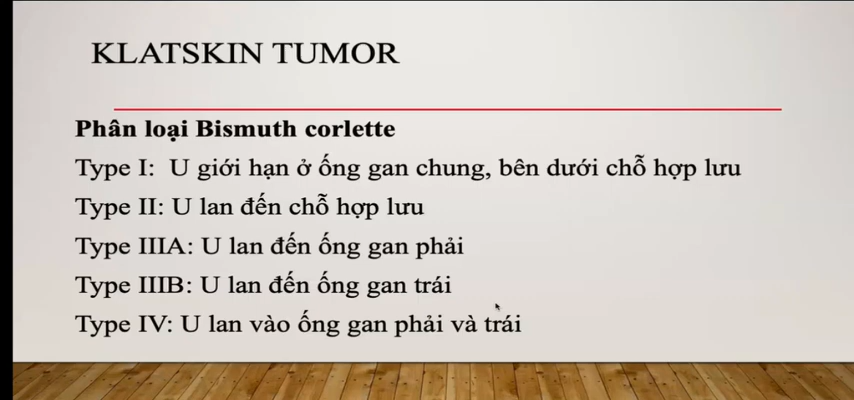 KLATSKIN TUMOR
Phân loại Bismuth corlette
Type I: U giới hạn ở ống gan chung, bên dưới chỗ hợp lưu
Type II: U lan đến chỗ hợp lưu
Type IIIA: U lan đến ống gan phải
Type IIIB: U lan đến ống gan trái
Type IV: U lan vào ống gan phải và trái